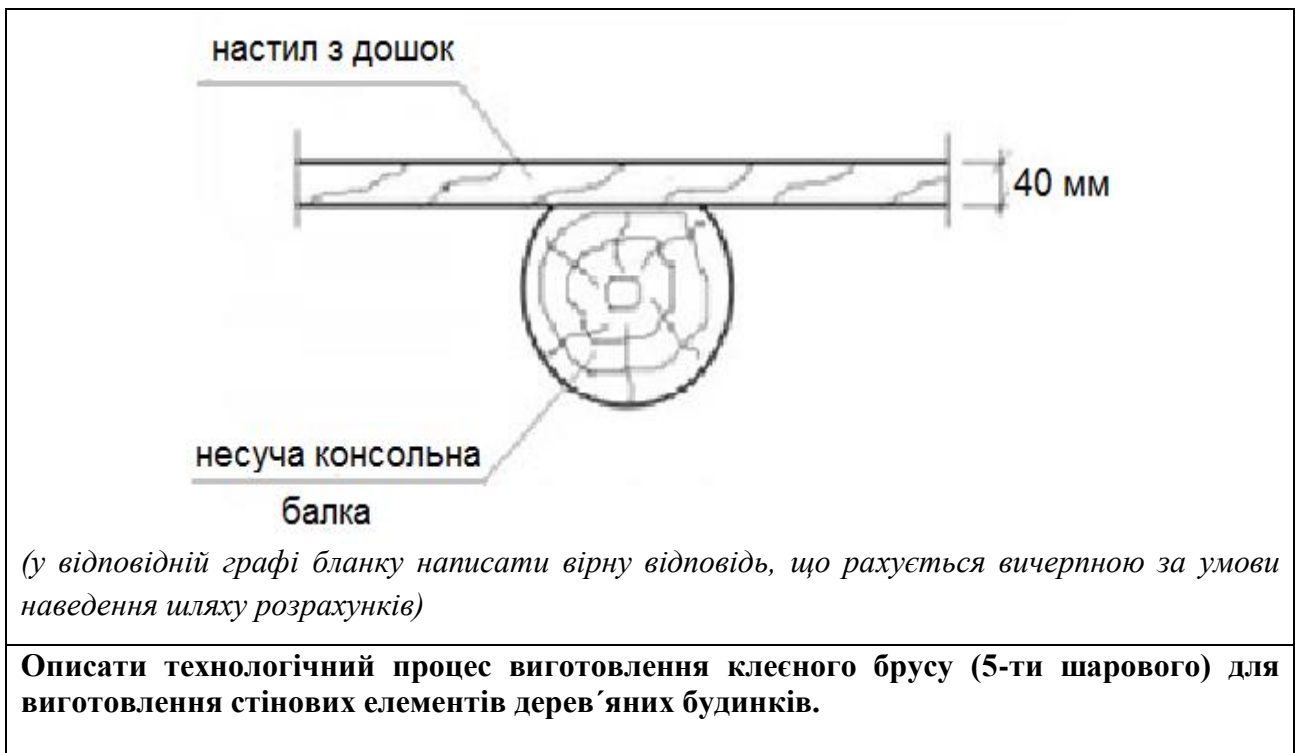 настил з дошок
40 мм
несуча консольна
балка
(у відповідній графі бланку написати вірну відповідь, що рахується вичерпною за умови
наведення шляху розрахунків)
Описати технологічний процес виготовлення клеєного брусу (5-ти шарового) для
виготовлення стінових елементів дерев´яних будинків.